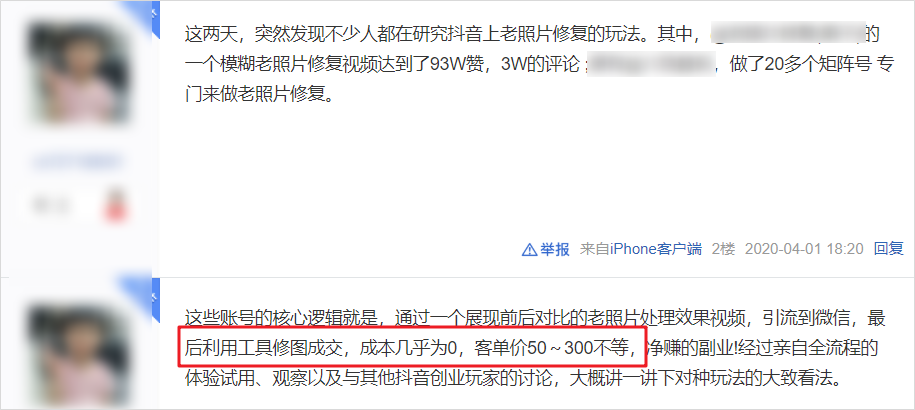 这两天，突然发现不少人都在研究抖音上老照片修复的玩法。其中，的
一个模糊老照片修复视频达到了93W赞，3W的评论；，做了20多个矩阵号 专
门来做老照片修复。
举报 来自iPhone客户端 2楼 2020-04-01 18:20 回复
这些账号的核心逻辑就是，通过一个展现前后对比的老照片处理效果视频，引流到微信，最
后利用工具修图成交，成本几乎为0，客单价50～300不等，净赚的副业!经过亲自全流程的
体验试用、观察以及与其他抖音创业玩家的讨论，大概讲一讲下对种玩法的大致看法。